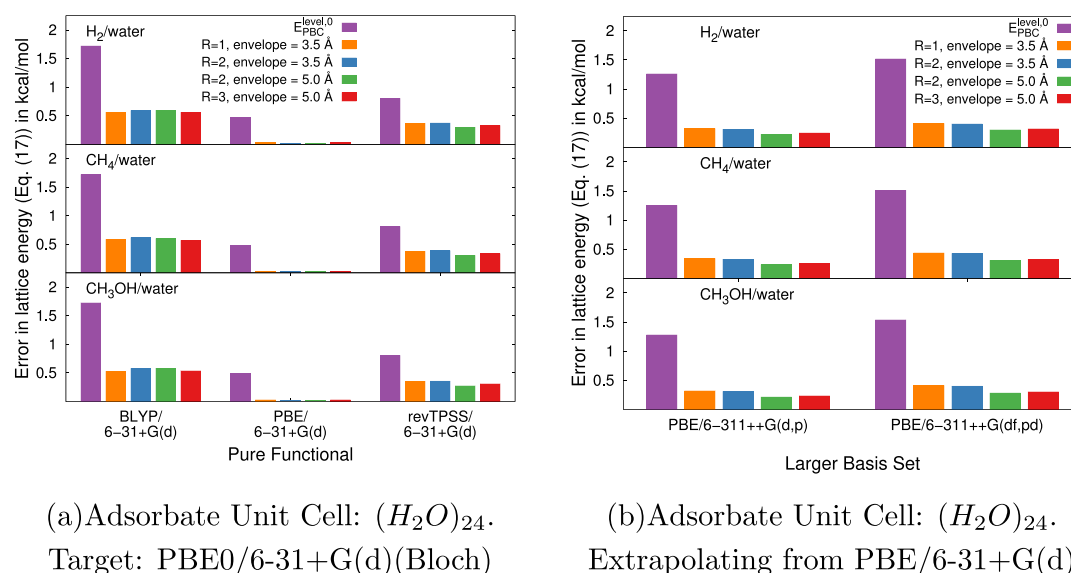 Error in lattice energy (Eq. (17)) in kcal/mol
H2/water
E_PBC^level,0
R=1, envelope = 3.5 Å
R=2, envelope = 3.5 Å
R=2, envelope = 5.0 Å
R=3, envelope = 5.0 Å
2
1.5
1
0.5
CH4/water
2
1.5
1
0.5
CH3OH/water
2
1.5
1
0.5
BLYP/
6-31+G(d)
PBE/
6-31+G(d)
revTPSS/
6-31+G(d)
Pure Functional
(a)Adsorbate Unit Cell: (H2O)24.
Target: PBE0/6-31+G(d)(Bloch)
Error in lattice energy (Eq. (17)) in kcal/mol
H2/water
E_PBC^level,0
R=1, envelope = 3.5 Å
R=2, envelope = 3.5 Å
R=2, envelope = 5.0 Å
R=3, envelope = 5.0 Å
2
1.5
1
0.5
CH4/water
2
1.5
1
0.5
CH3OH/water
2
1.5
1
0.5
PBE/6-311++G(d,p)
PBE/6-311++G(df,pd)
Larger Basis Set
(b)Adsorbate Unit Cell: (H2O)24.
Extrapolating from PBE/6-31+G(d)